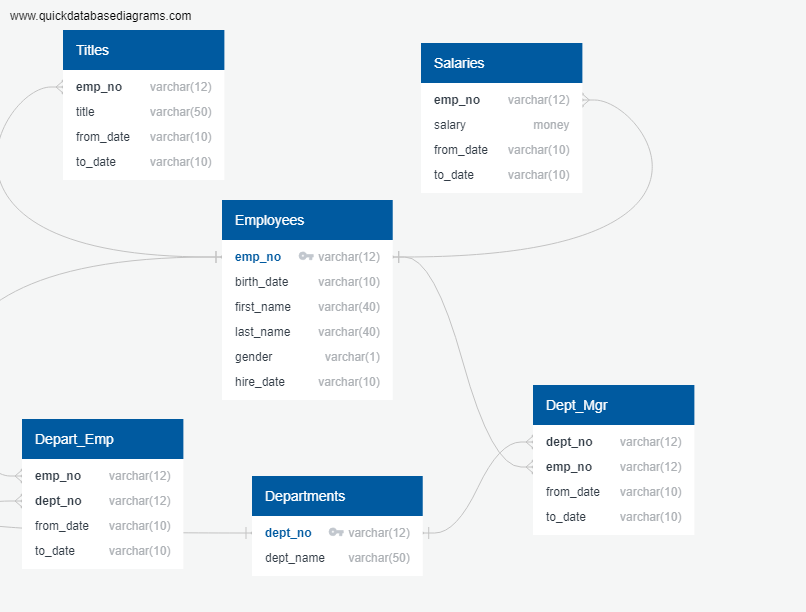 www.quickdatabasediagrams.com
Titles
emp_no varchar(12)
title varchar(50)
from_date varchar(10)
to_date varchar(10)
Salaries
emp_no varchar(12)
salary money
from_date varchar(10)
to_date varchar(10)
Employees
emp_no varchar(12)
birth_date varchar(10)
first_name varchar(40)
last_name varchar(40)
gender varchar(1)
hire_date varchar(10)
Dept_Mgr
dept_no varchar(12)
emp_no varchar(12)
from_date varchar(10)
to_date varchar(10)
Depart_Emp
emp_no varchar(12)
dept_no varchar(12)
from_date varchar(10)
to_date varchar(10)
Departments
dept_no varchar(12)
dept_name varchar(50)